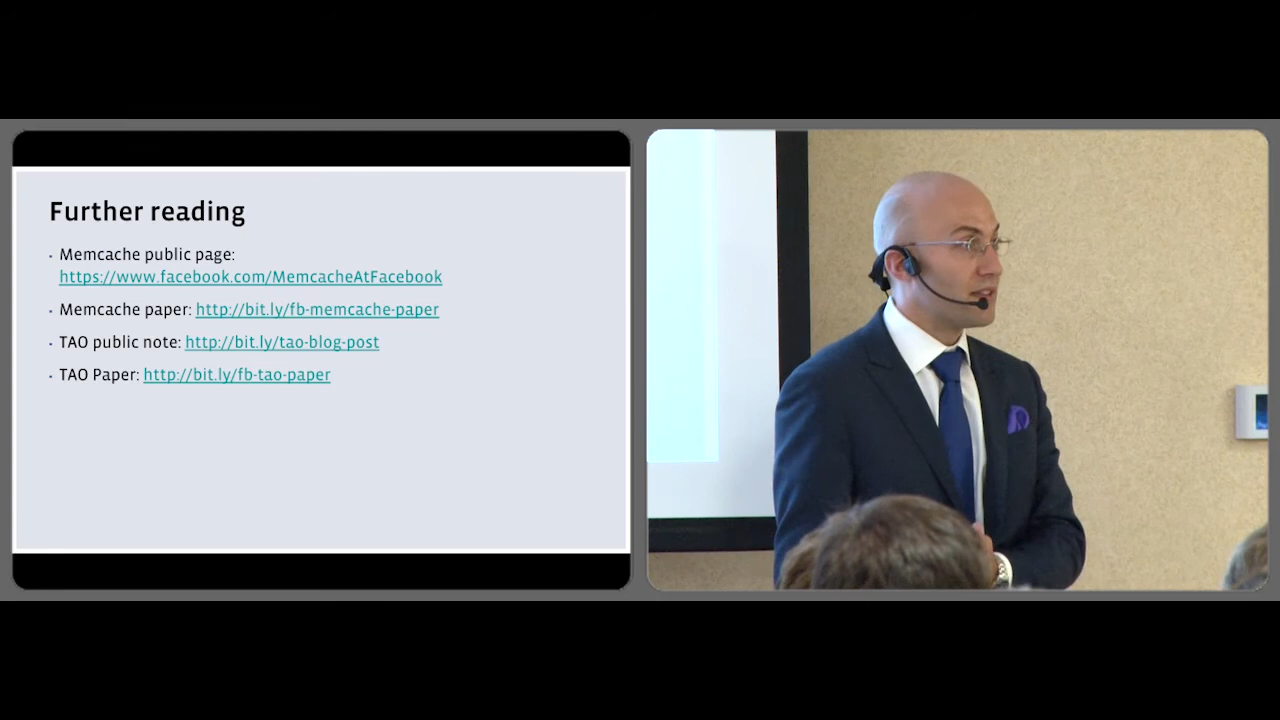 Further reading
Memcache public page:
https://www.facebook.com/MemcacheAtFacebook
Memcache paper: http://bit.ly/fb-memcache-paper
TAO public note: http://bit.ly/tao-blog-post
TAO Paper: http://bit.ly/fb-tao-paper